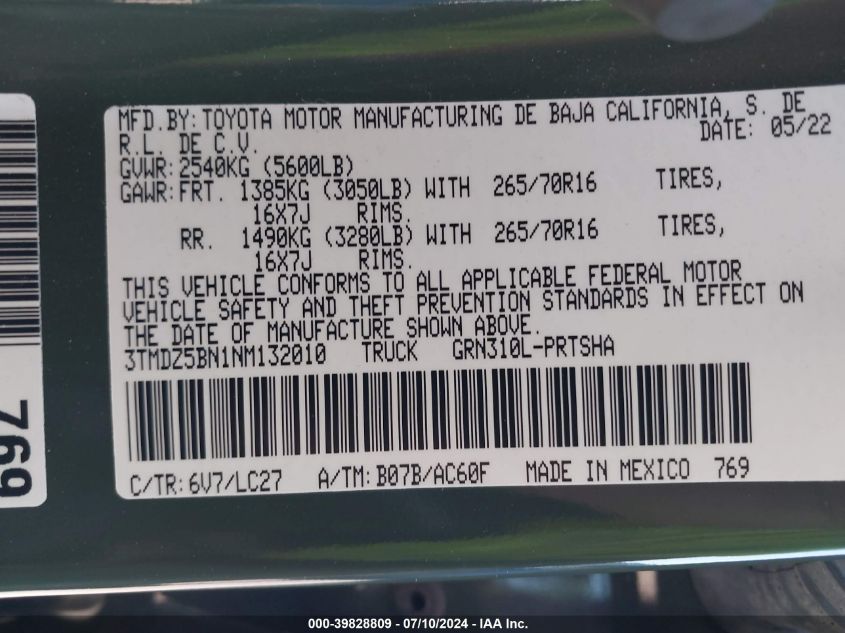 MFD.BY: TOYOTA MOTOR MANUFACTURING DE BAJA CALIFORNIA, S. DE
R.L. DE C.V. DATE: 05/22
GVWR: 2540KG (5600LB)
GAWR: FRT. 1385KG (3050LB) WITH 265/70R16 TIRES,
16X7J RIMS.
RR. 1490KG (3280LB) WITH 265/70R16 TIRES,
16X7J RIMS.
THIS VEHICLE CONFORMS TO ALL APPLICABLE FEDERAL MOTOR
VEHICLE SAFETY AND THEFT PREVENTION STANDARDS IN EFFECT ON
THE DATE OF MANUFACTURE SHOWN ABOVE.
3TMDZ5BN1NM132010 TRUCK GRN310L-PRTSHA
C/TR: 6V7/LC27 A/TM: B07B/AC60F MADE IN MEXICO 769
769
000-39828809 - 07/10/2024 - IAA Inc.